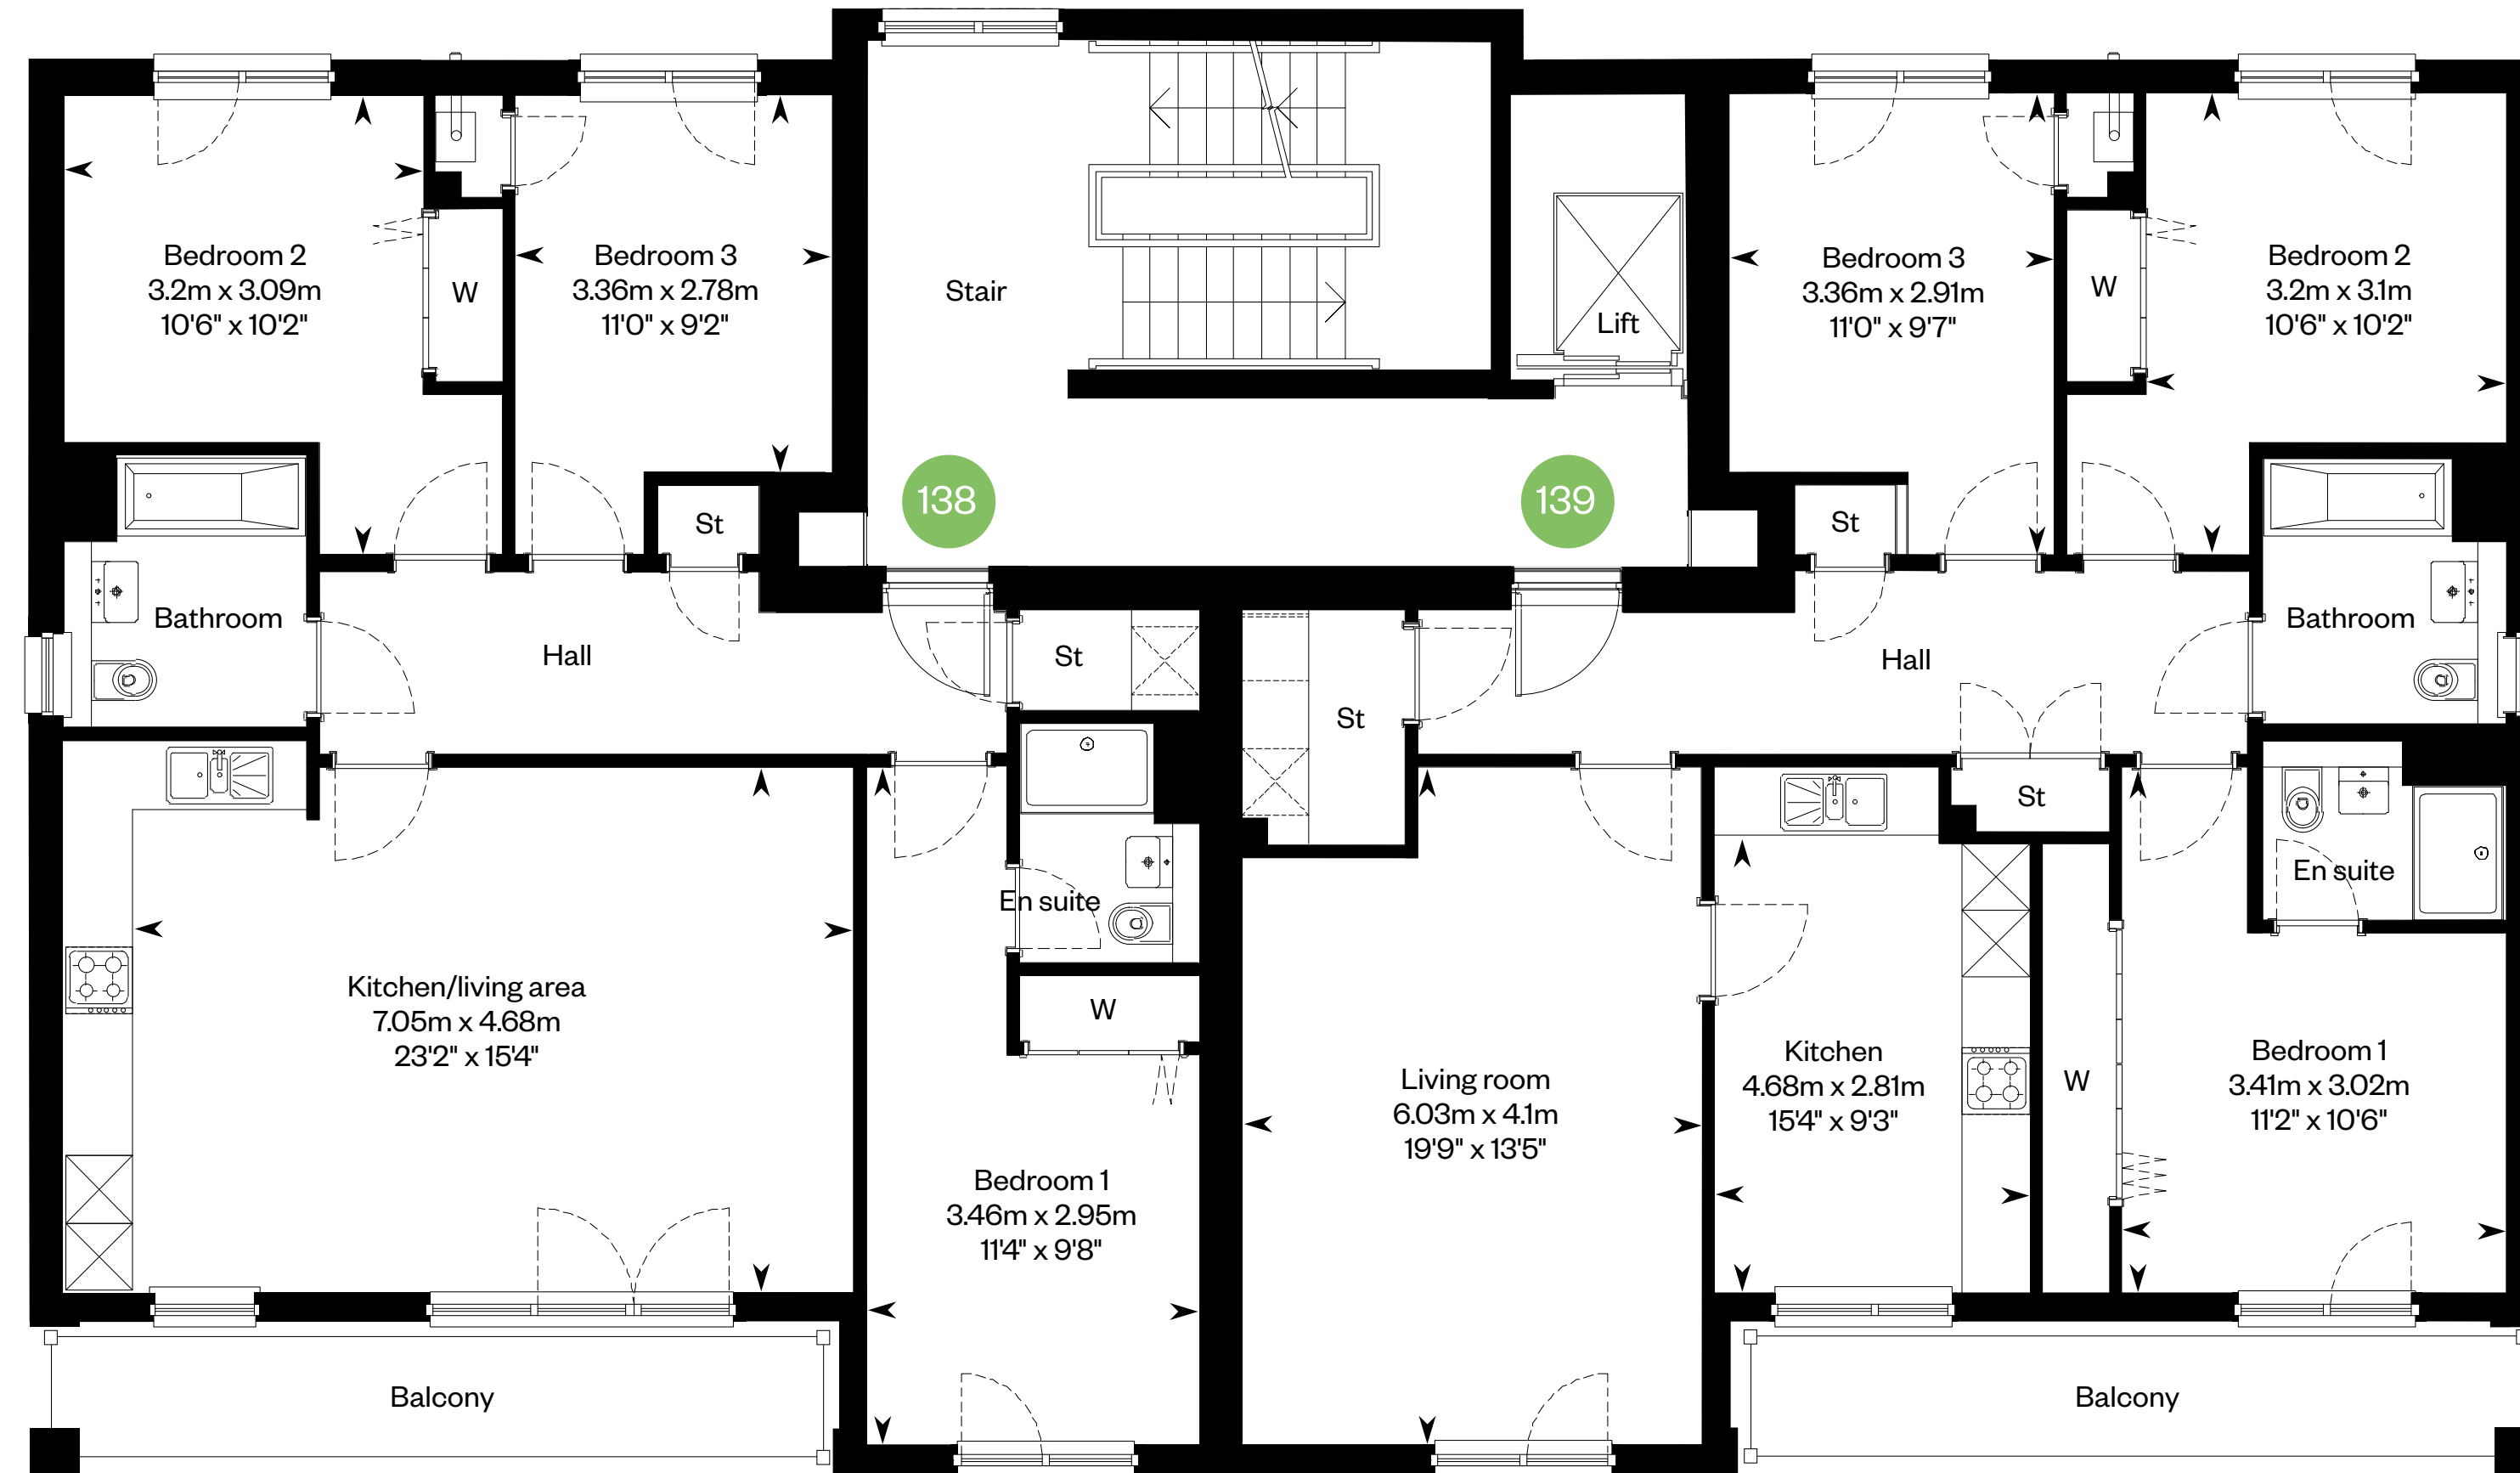 Bedroom 2
3.2m x 3.09m
10'6" x 10'2"
W
Bedroom 3
3.36m x 2.78m
11'0" x 9'2"
Stair
Lift
Bedroom 3
3.36m x 2.91m
11'0" x 9'7"
W
Bedroom 2
3.2m x 3.1m
10'6" x 10'2"
138
139
St
St
Bathroom
Hall
St
St
Hall
Bathroom
St
En suite
En suite
Kitchen/living area
7.05m x 4.68m
23'2" x 15'4"
W
Living room
6.03m x 4.1m
19'9" x 13'5"
Kitchen
4.68m x 2.81m
15'4" x 9'3"
W
Bedroom 1
3.41m x 3.02m
11'2" x 10'6"
Bedroom 1
3.46m x 2.95m
11'4" x 9'8"
Balcony
Balcony